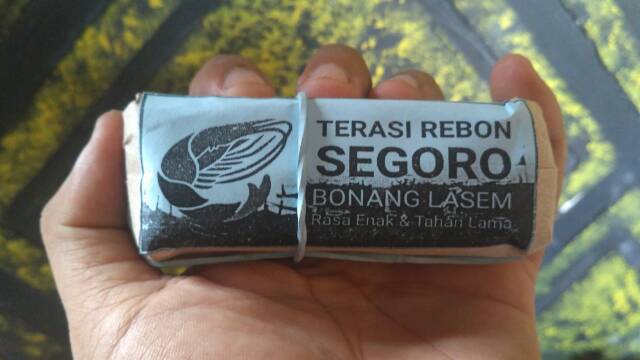 TERASI REBON
SEGORO
BONANG LASEM
Rasa Enak & Tahan Lama